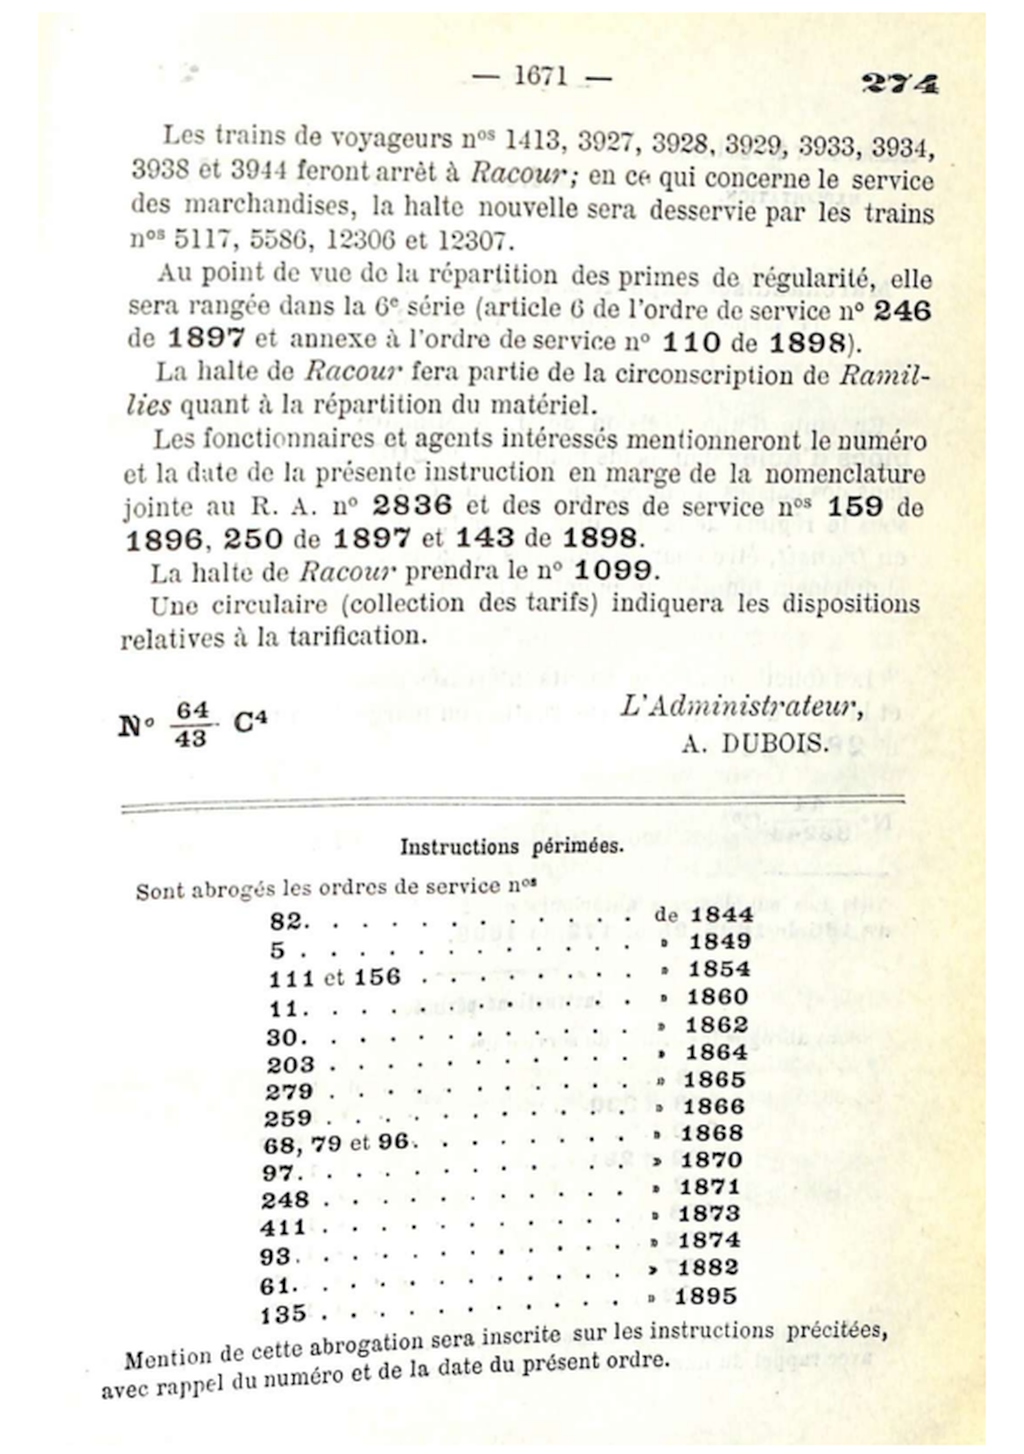 — 1671 —
274
Les trains de voyageurs nos 1413, 3927, 3928, 3929, 3933, 3934,
3938 et 3944 feront arrêt à Racour; en ce qui concerne le service
des marchandises, la halte nouvelle sera desservie par les trains
nos 5117, 5586, 12306 et 12307.
Au point de vue de la répartition des primes de régularité, elle
sera rangée dans la 6e série (article 6 de l'ordre de service no 246
de 1897 et annexe à l'ordre de service no 110 de 1898).
La halte de Racour fera partie de la circonscription de Ramil-
lies quant à la répartition du matériel.
Les fonctionnaires et agents intéressés mentionneront le numéro
et la date de la présente instruction en marge de la nomenclature
jointe au R. A. no 2836 et des ordres de service nos 159 de
1896, 250 de 1897 et 143 de 1898.
La halte de Racour prendra le no 1099.
Une circulaire (collection des tarifs) indiquera les dispositions
relatives à la tarification.
No 64/43 C4
L'Administrateur,
A. DUBOIS.
Instructions périmées.
Sont abrogés les ordres de service nos
82. . . . . . . . . . . . de 1844
5 . . . . . . . . . . . . » 1849
111 et 156 . . . . . . . . » 1854
11. . . . . . . . . . . . » 1860
30. . . . . . . . . . . . » 1862
203 . . . . . . . . . . . » 1864
279 . . . . . . . . . . . » 1865
259 . . . . . . . . . . . » 1866
68, 79 et 96. . . . . . . . » 1868
97. . . . . . . . . . . . » 1870
248 . . . . . . . . . . . » 1871
411 . . . . . . . . . . . » 1873
93. . . . . . . . . . . . » 1874
61. . . . . . . . . . . . » 1882
135 . . . . . . . . . . . » 1895
Mention de cette abrogation sera inscrite sur les instructions précitées,
avec rappel du numéro et de la date du présent ordre.